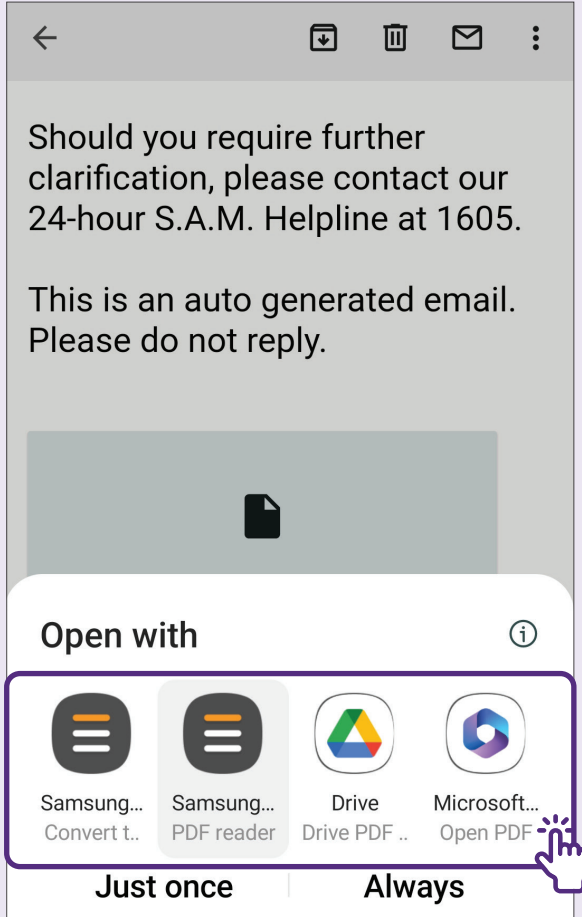 Should you require further
clarification, please contact our
24-hour S.A.M. Helpline at 1605.
This is an auto generated email.
Please do not reply.
Open with
Samsung... Samsung... Drive Microsoft...
Convert t.. PDF reader Drive PDF .. Open PDF
Just once Always